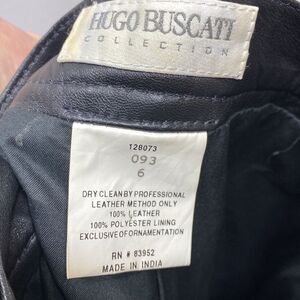 HUGO BUSCATI
COLLECTION
128073
093
6
DRY CLEAN BY PROFESSIONAL
LEATHER METHOD ONLY
100% LEATHER
100% POLYESTER LINING
EXCLUSIVE OF ORNAMENTATION
RN # 83952
MADE IN INDIA